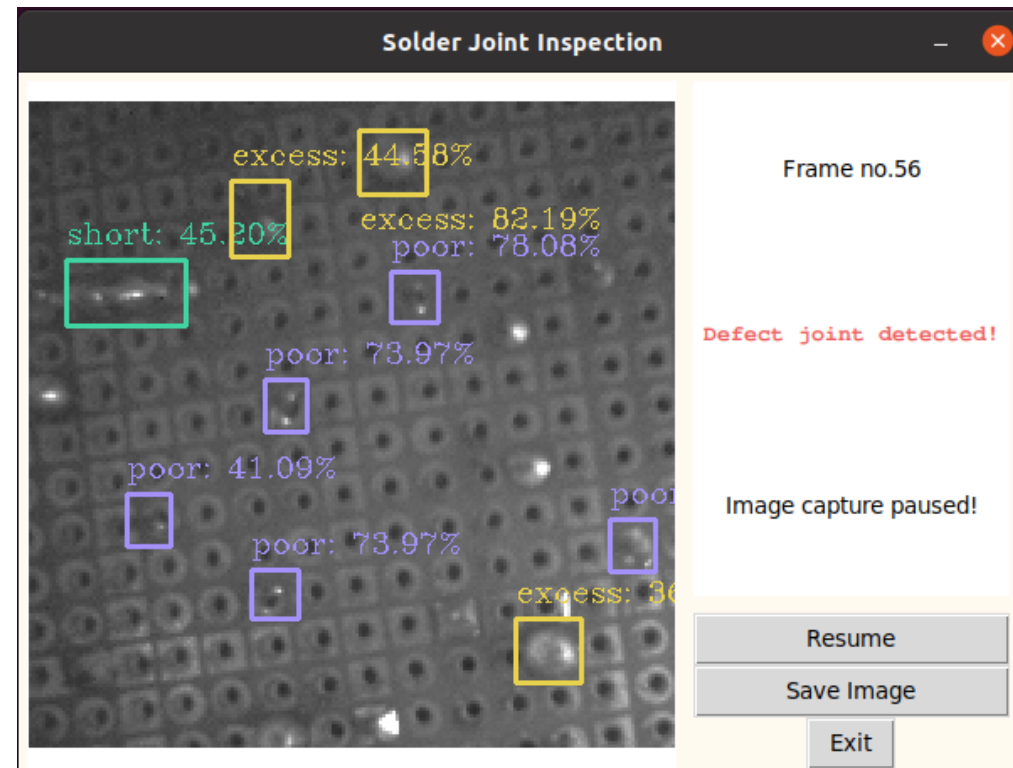 Solder Joint Inspection
excess: 44.58%
short: 45.20%
excess: 82.19%
poor: 78.08%
poor: 73.97%
poor: 41.09%
poor: 73.97%
excess: 36
Frame no.56
Defect joint detected!
Image capture paused!
Resume
Save Image
Exit